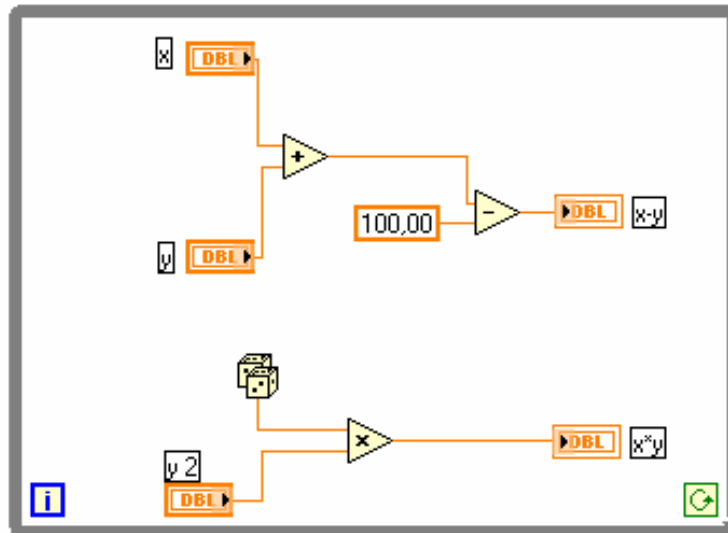 x DBL
+
100,00 - DBL x-y
y DBL
x DBL x*y
y 2
DBL
i